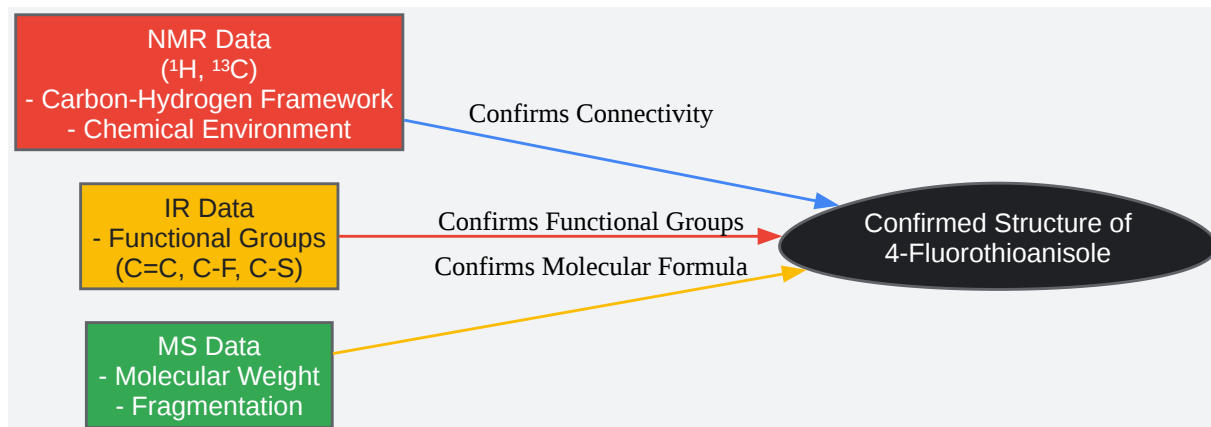 NMR Data
(¹H, ¹³C)
- Carbon-Hydrogen Framework
- Chemical Environment
Confirms Connectivity
IR Data
- Functional Groups
(C=C, C-F, C-S)
Confirms Functional Groups
Confirms Molecular Formula
MS Data
- Molecular Weight
- Fragmentation
Confirmed Structure of
4-Fluorothioanisole